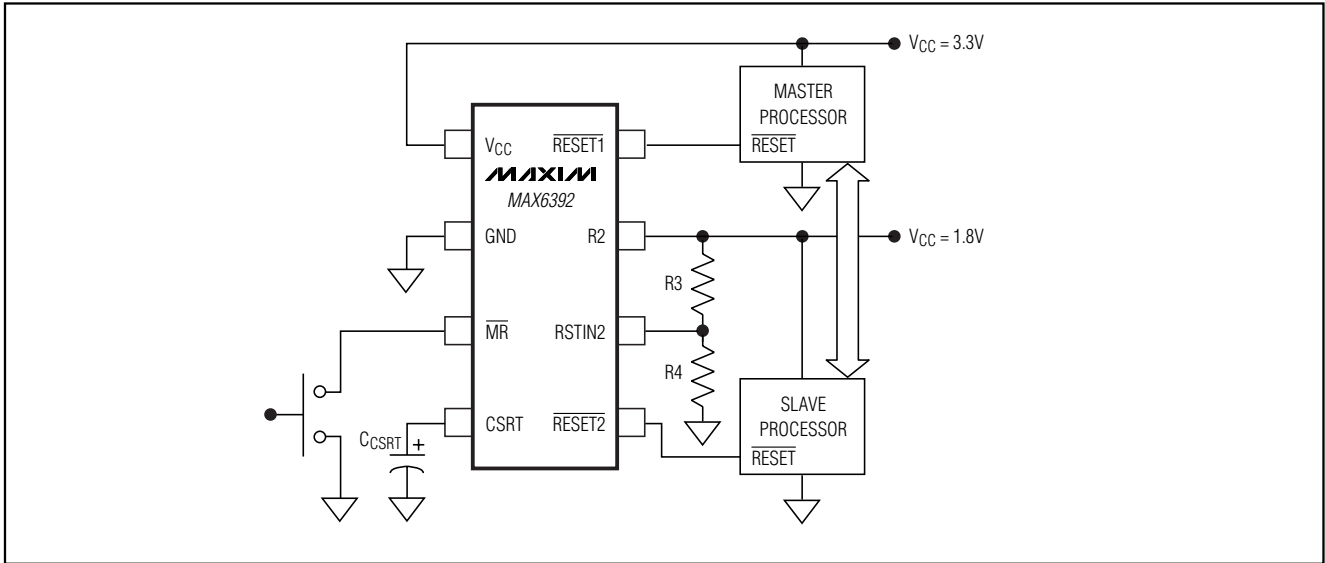 VCC = 3.3V
MASTER
PROCESSOR
RESET
VCC RESET1
MAXIM
MAX6392
GND R2
VCC = 1.8V
R3
MR RSTIN2
R4
CSRT RESET2
CCSRT +
SLAVE
PROCESSOR
RESET